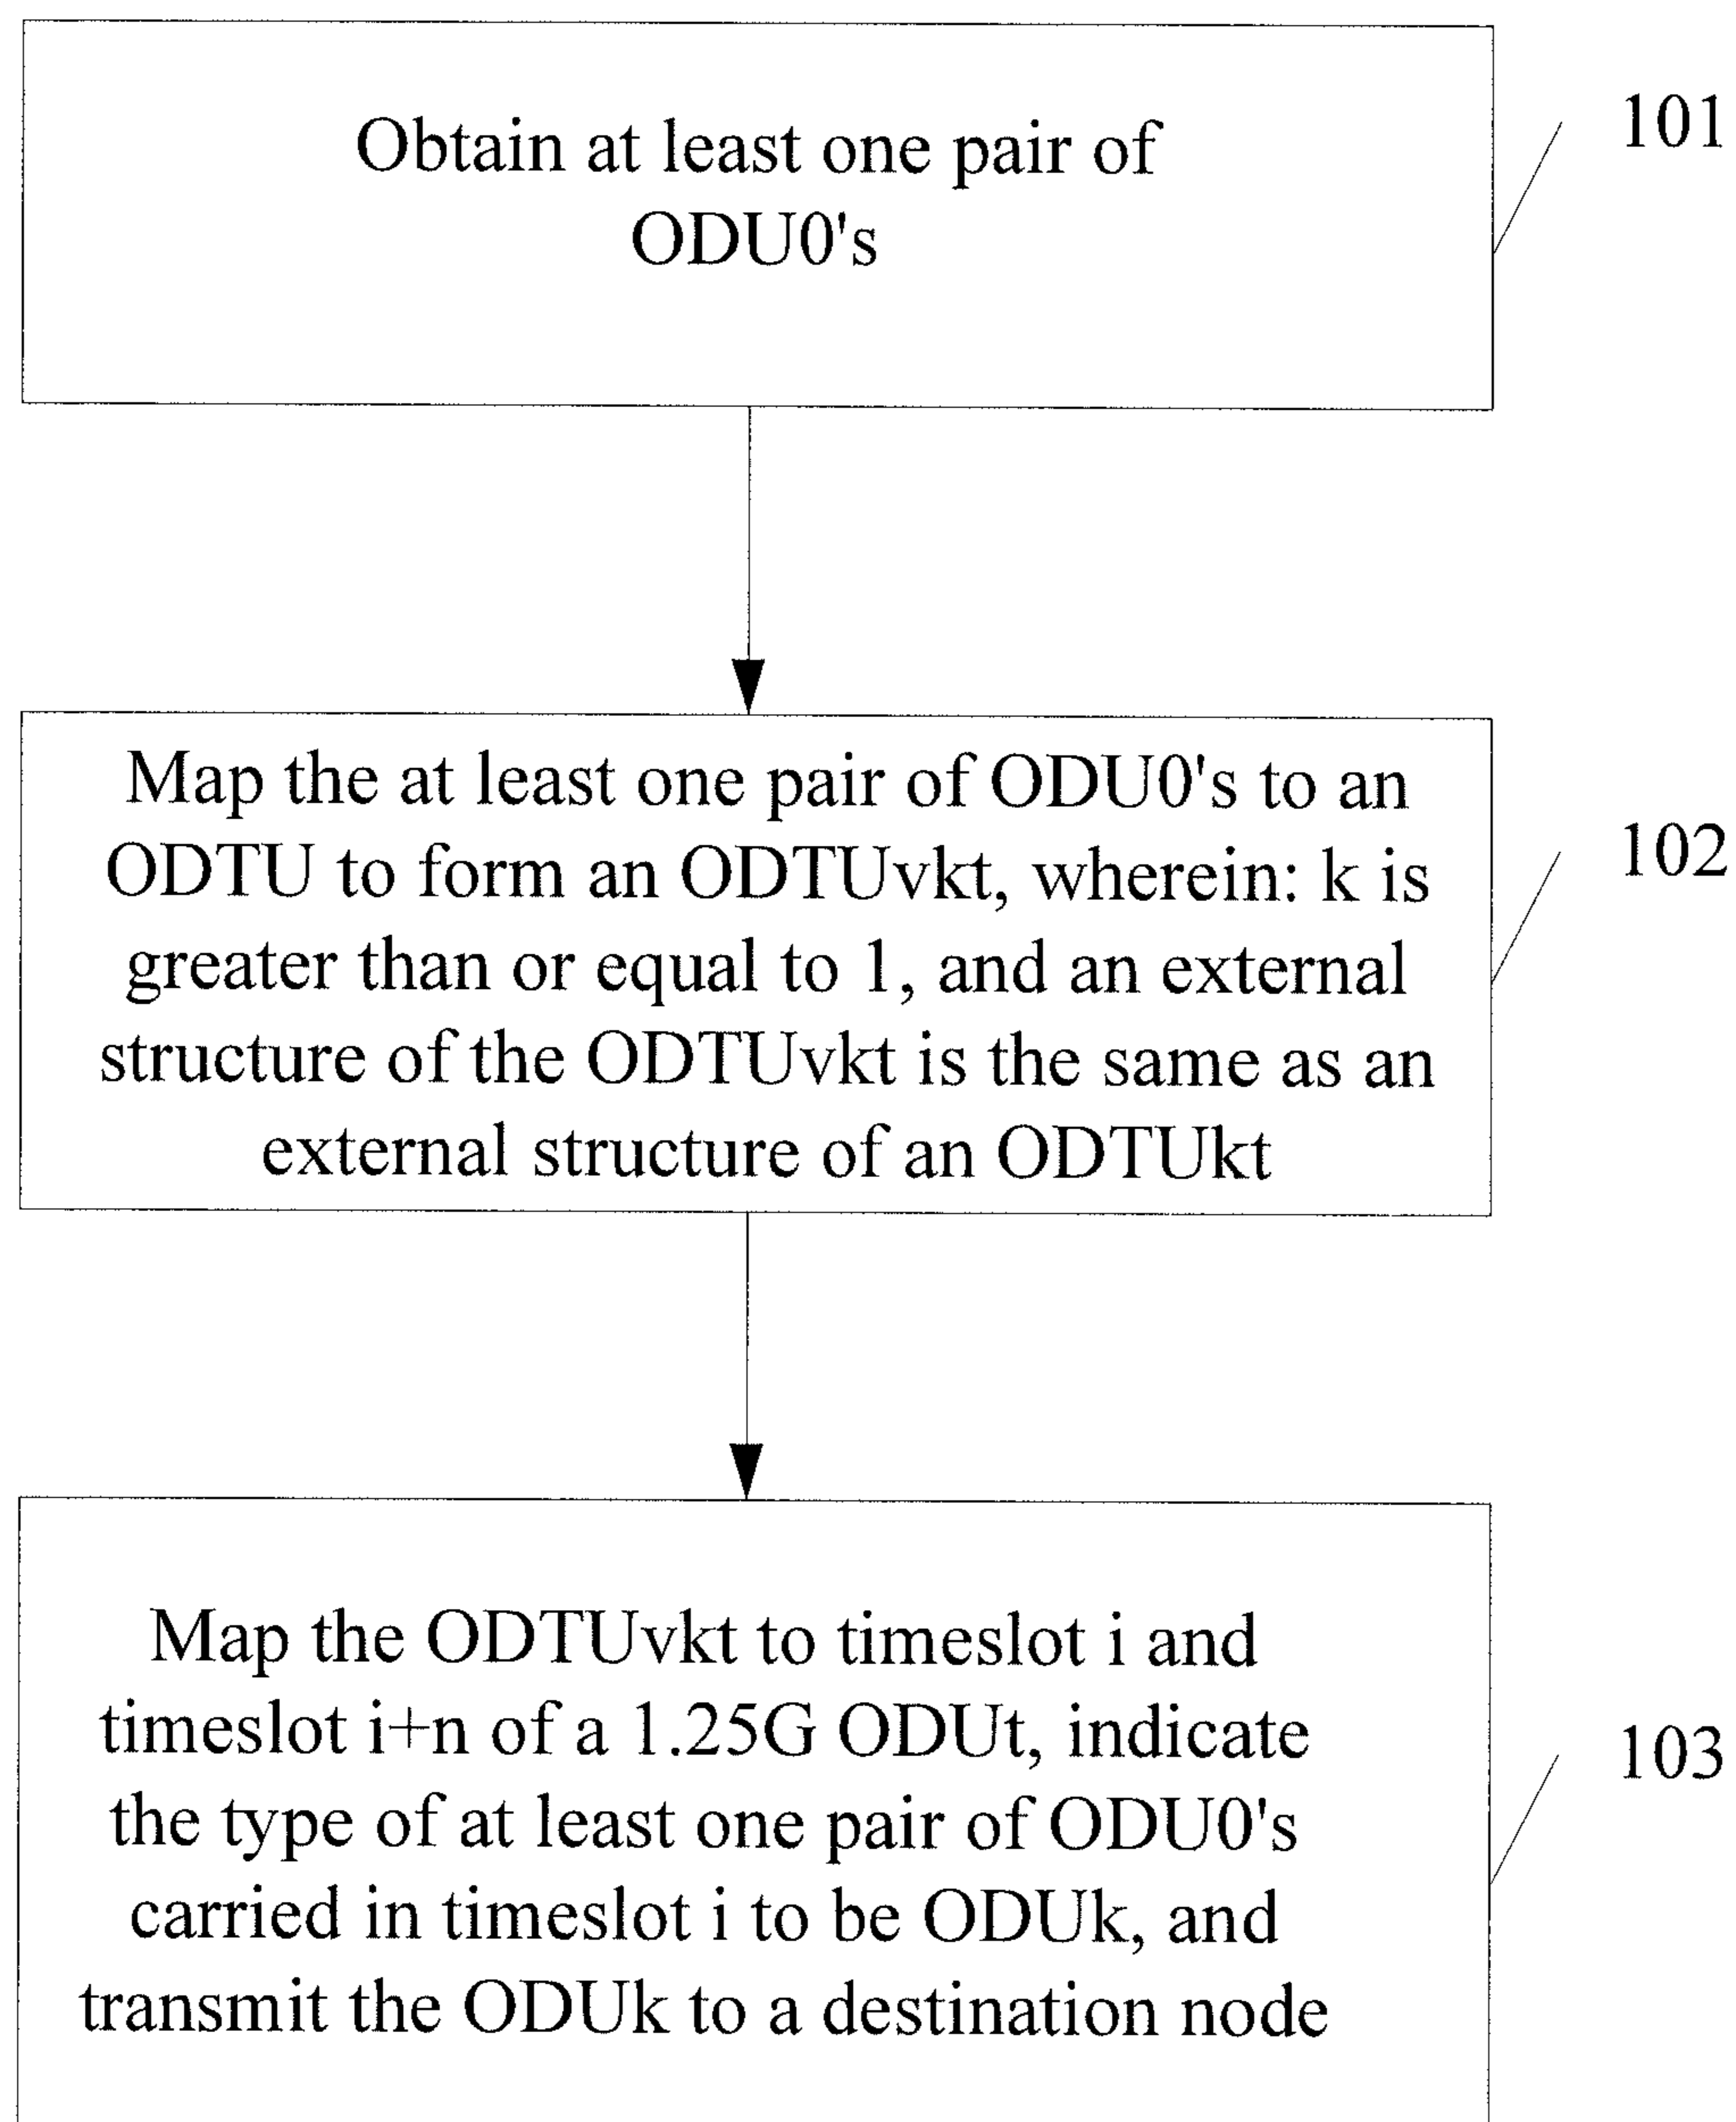 Obtain at least one pair of
ODU0's
101
Map the at least one pair of ODU0's to an
ODTU to form an ODTUvkt, wherein: k is
greater than or equal to 1, and an external
structure of the ODTUvkt is the same as an
external structure of an ODTUkt
102
Map the ODTUvkt to timeslot i and
timeslot i+n of a 1.25G ODUt, indicate
the type of at least one pair of ODU0's
carried in timeslot i to be ODUk, and
transmit the ODUk to a destination node
103